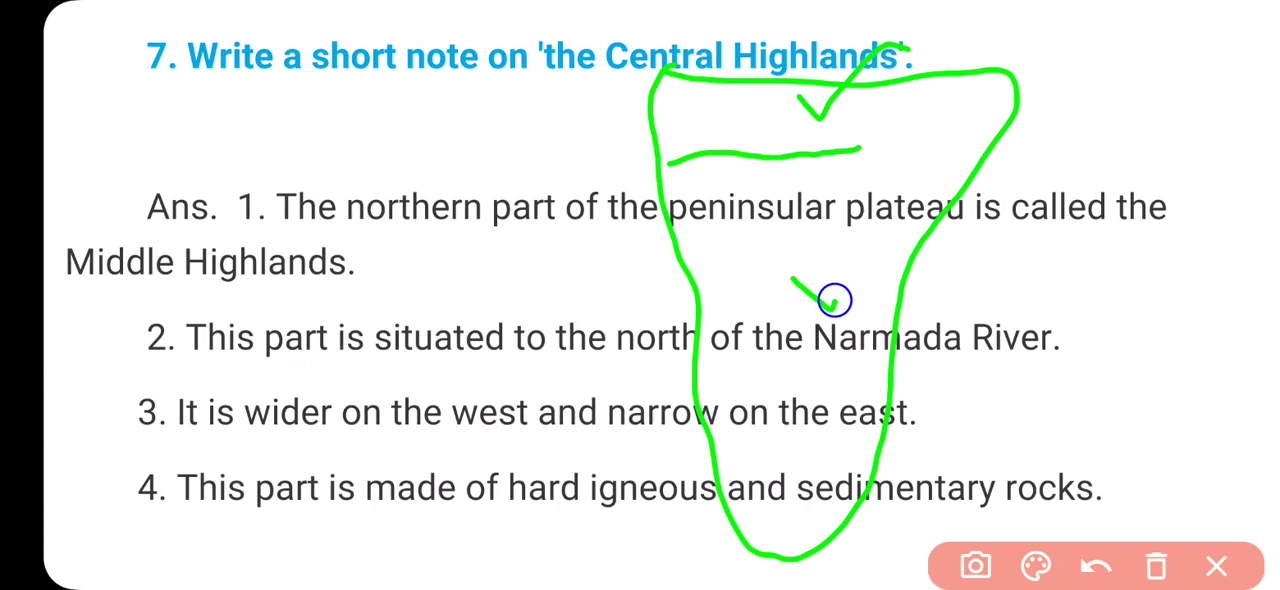 7. Write a short note on 'the Central Highlands'.
Ans. 1. The northern part of the peninsular plateau is called the
Middle Highlands.
2. This part is situated to the north of the Narmada River.
3. It is wider on the west and narrow on the east.
4. This part is made of hard igneous and sedimentary rocks.